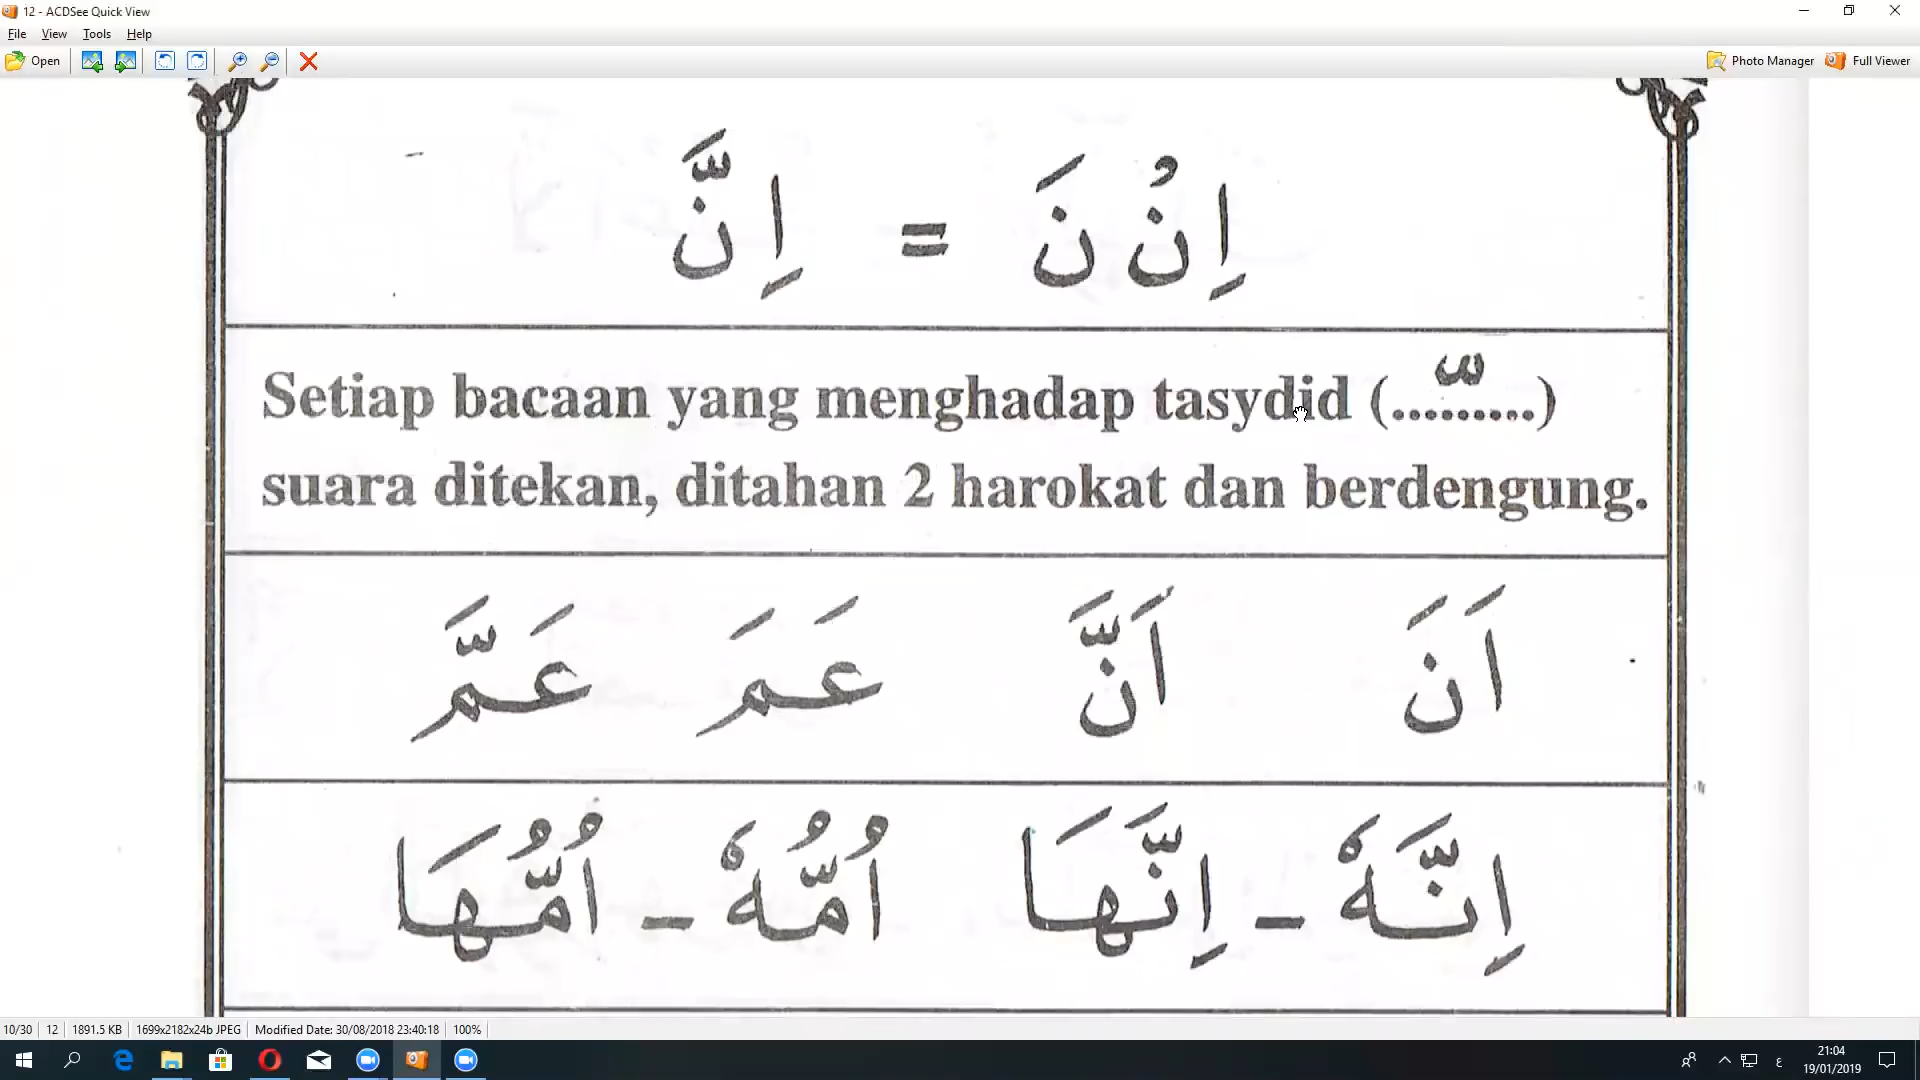 12 - ACDSee Quick View
File View Tools Help
Open Photo Manager Full Viewer
اِنْ نَ = اِنَّ
Setiap bacaan yang menghadap tasydid (....ّ.....)
suara ditekan, ditahan 2 harokat dan berdengung.
اَنَ اَنَّ عَمَ عَمَّ
اِنَّهٗ - اِنَّهَا اُمُّهٗ - اُمُّهَا
10/30 12 1891.5 KB 1699x2182x24b JPEG Modified Date: 30/08/2018 23:40:18 100%
ع 21:04
19/01/2019